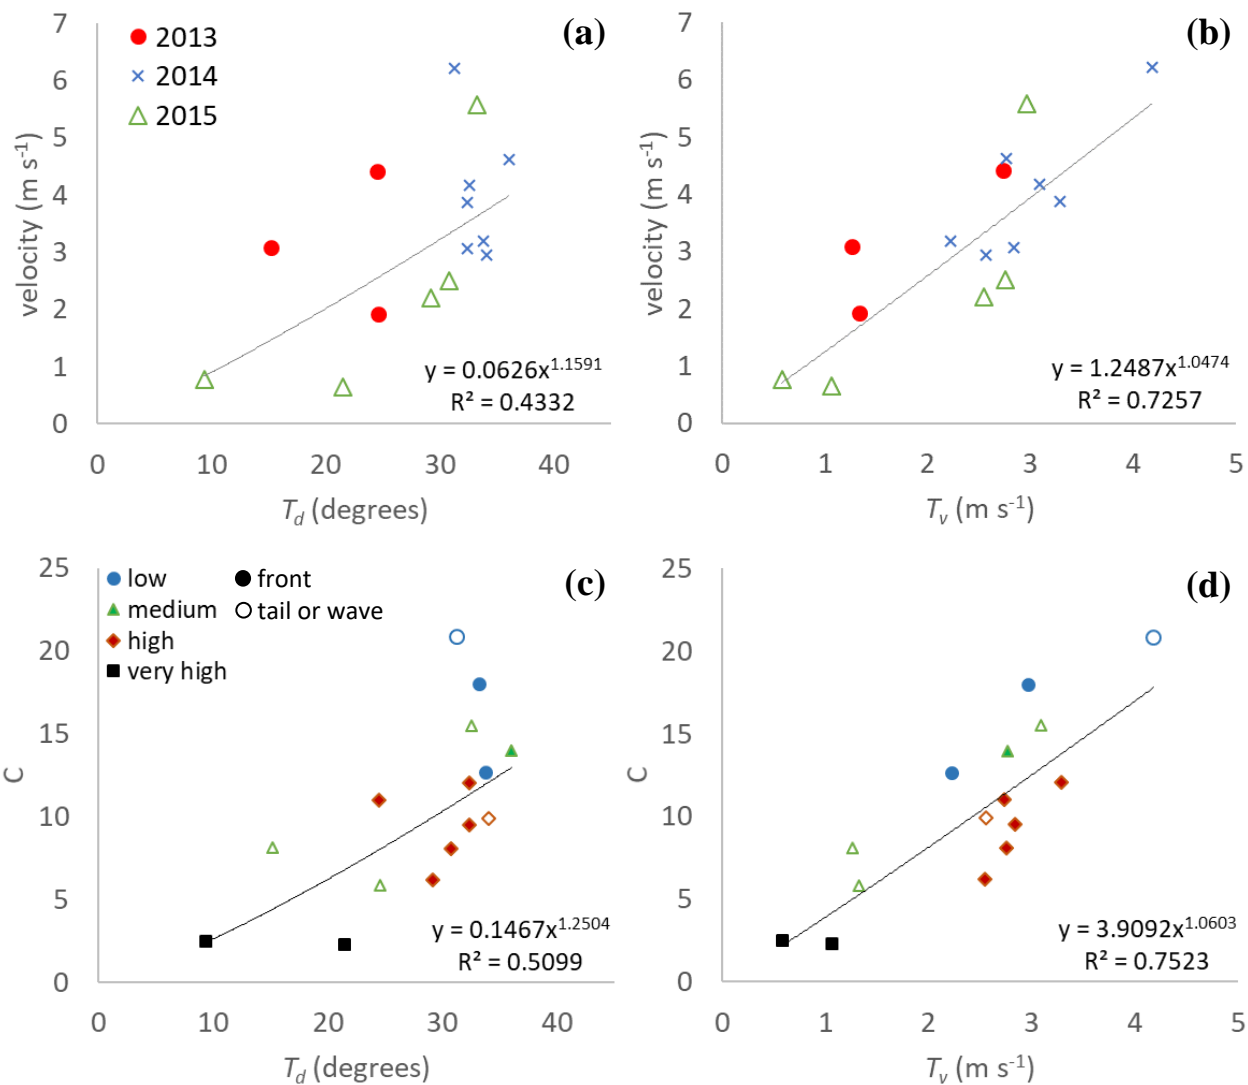 (a)
2013
2014
2015
7
6
5
4
3
2
1
0
velocity (m s-1)
y = 0.0626x1.1591
R² = 0.4332
0 10 20 30 40
Td (degrees)
(b)
7
6
5
4
3
2
1
0
velocity (m s-1)
y = 1.2487x1.0474
R² = 0.7257
0 1 2 3 4 5
Tv (m s-1)
(c)
low
front
medium
tail or wave
high
very high
25
20
15
10
5
0
C
y = 0.1467x1.2504
R² = 0.5099
0 10 20 30 40
Td (degrees)
(d)
25
20
15
10
5
0
C
y = 3.9092x1.0603
R² = 0.7523
0 1 2 3 4 5
Tv (m s-1)